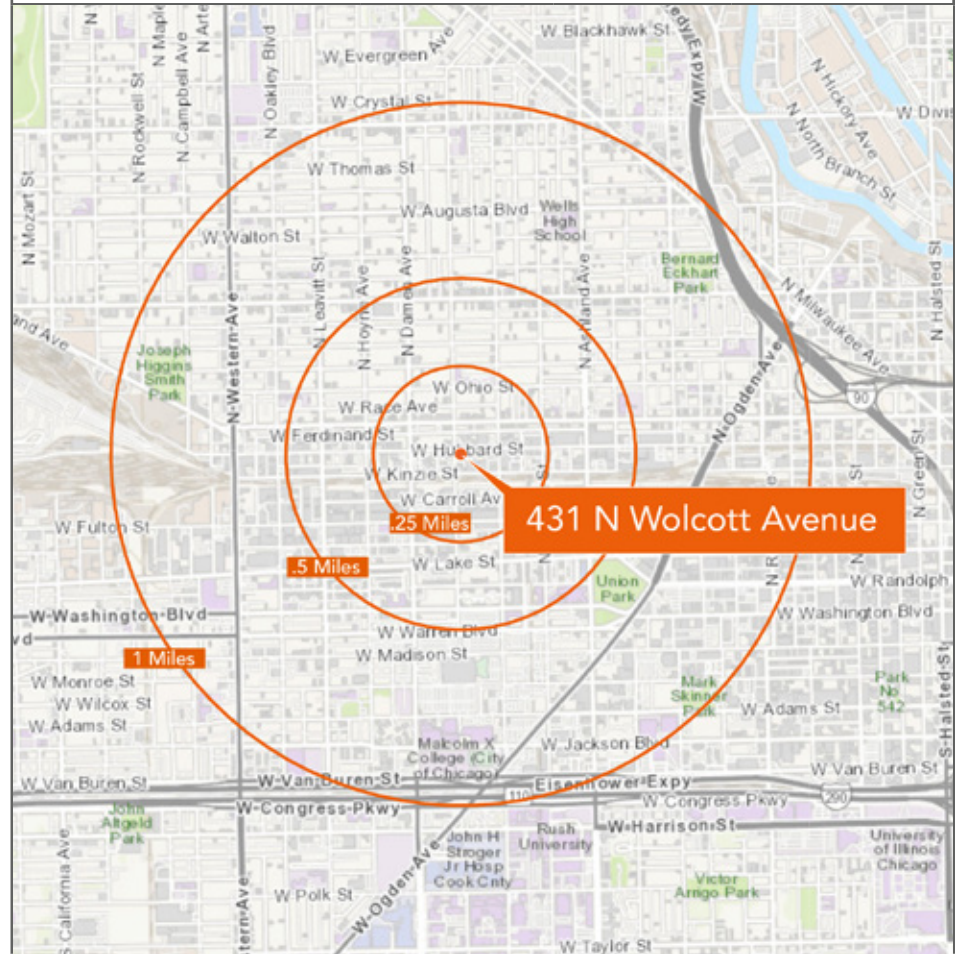 N Maple
N Campbell Ave
N Arte
N Rockwell St
N Oakley Blvd
W Evergreen Ave
W Blackhawk St
W Crystal St
N Hickory Ave
N North Branch St
W Divis
N Mozart St
W Thomas St
W Augusta Blvd
Wells
High
School
W Walton St
Bernard
Eckhart
Park
N Leavitt St
N Hoyne Ave
N Damen Ave
N Ashland Ave
N Milwaukee Ave
N Halsted St
and Ave
Joseph
Higgins
Smith
Park
N Western Ave
W Ohio St
W Race Ave
N Ogden Ave
90
W Ferdinand St
W Hubbard St
W Kinzie St
N Green St
W Carroll Av
.25 Miles
431 N Wolcott Avenue
W Fulton St
.5 Miles
W Lake St
Union
Park
W Randolph
W Washington Blvd
W Washington Blvd
vd
W Warren Blvd
1 Miles
W Madison St
W Monroe St
W Wilcox St
W Adams St
Mark
Skinner
Park
W Adams St
Park
No
542
S Halsted St
Malcolm X
College (City
of Chicago)
W Jackson Blvd
W Van Buren St
W Van Buren St
W Van Buren St
Eisenhower Expy
110
W Congress Pkwy
W Congress Pkwy
290
John
Altgeld
Park
W Harrison St
John H
Stroger
Jr Hosp
Cook Cnty
Rush
University
University
of Illinois
Chicago
S California Ave
stern Ave
W Polk St
W Ogden Ave
Victor
Arrigo Park
W Taylor St